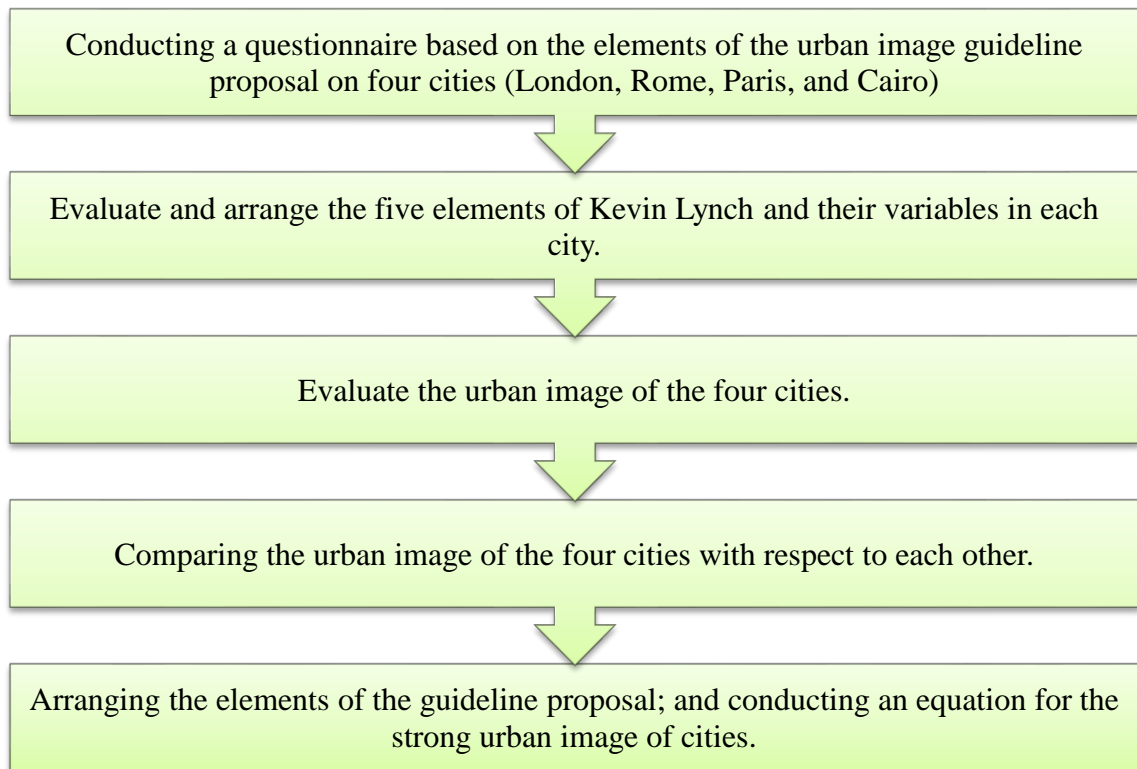 Conducting a questionnaire based on the elements of the urban image guideline
proposal on four cities (London, Rome, Paris, and Cairo)
Evaluate and arrange the five elements of Kevin Lynch and their variables in each
city.
Evaluate the urban image of the four cities.
Comparing the urban image of the four cities with respect to each other.
Arranging the elements of the guideline proposal; and conducting an equation for the
strong urban image of cities.